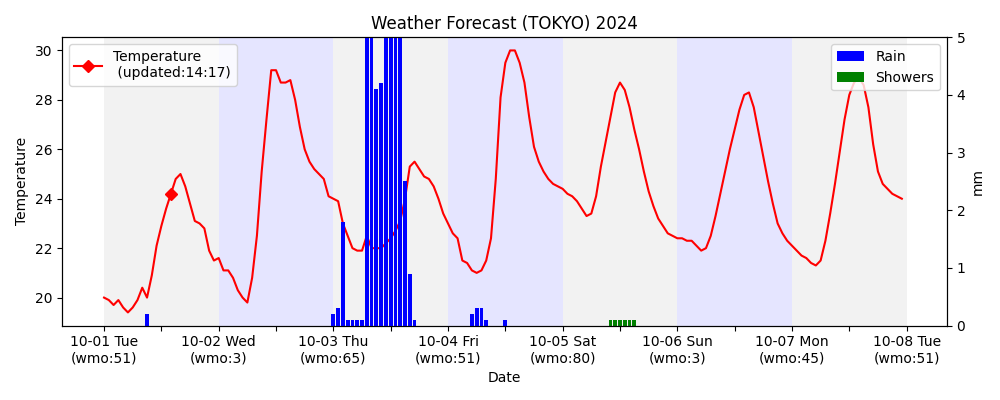 Weather Forecast (TOKYO) 2024
Temperature
(updated:14:17)
Rain
Showers
30
28
26
24
22
20
Temperature
5
4
3
2
1
0
mm
10-01 Tue
(wmo:51)
10-02 Wed
(wmo:3)
10-03 Thu
(wmo:65)
10-04 Fri
(wmo:51)
10-05 Sat
(wmo:80)
10-06 Sun
(wmo:3)
10-07 Mon
(wmo:45)
10-08 Tue
(wmo:51)
Date